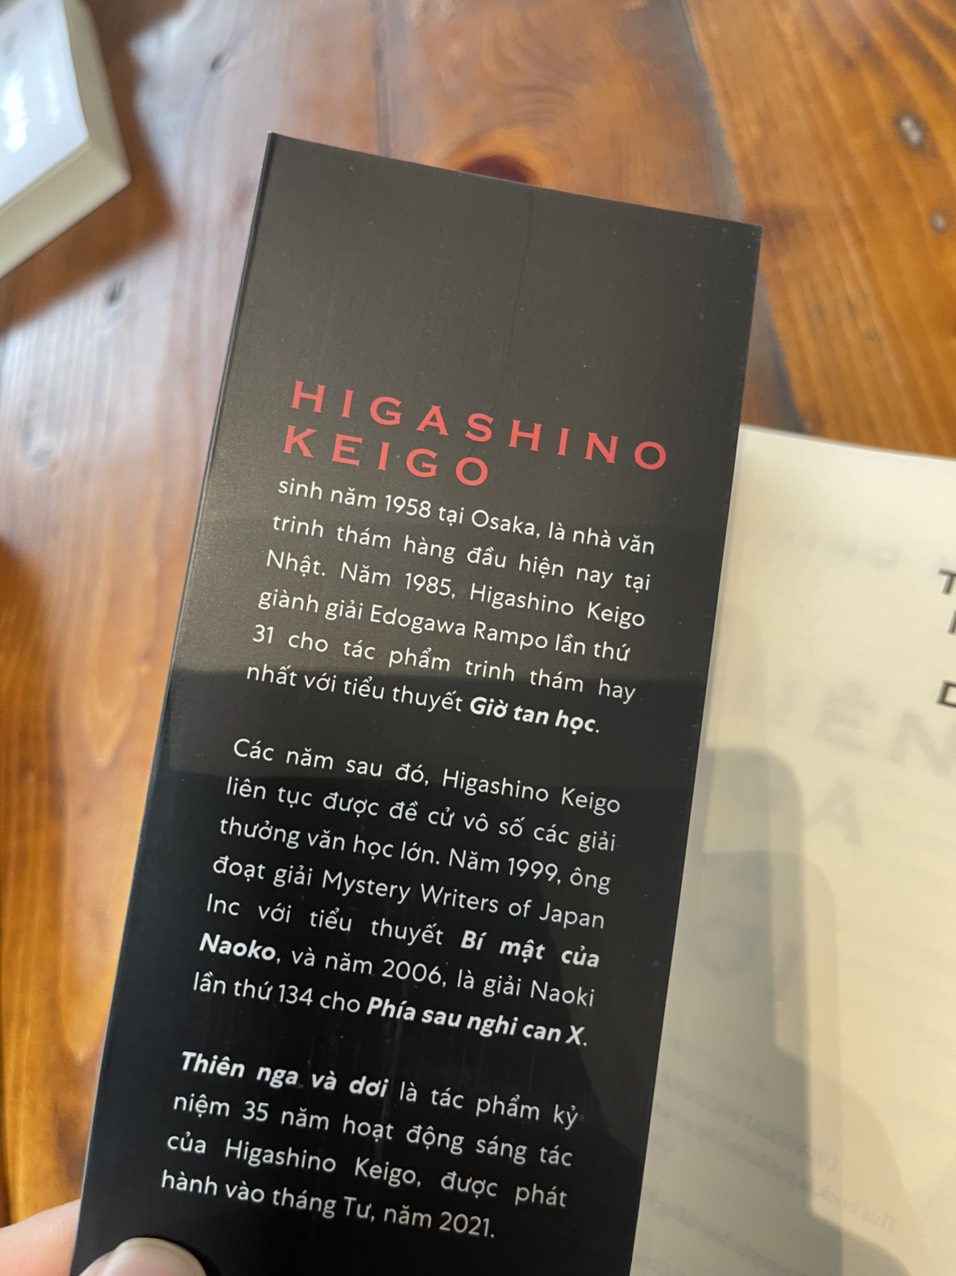 HIGASHINO
KEIGO
sinh năm 1958 tại Osaka, là nhà văn
trinh thám hàng đầu hiện nay tại
Nhật. Năm 1985, Higashino Keigo
giành giải Edogawa Rampo lần thứ
31 cho tác phẩm trinh thám hay
nhất với tiểu thuyết Giờ tan học.
Các năm sau đó, Higashino Keigo
liên tục được đề cử vô số các giải
thưởng văn học lớn. Năm 1999, ông
đoạt giải Mystery Writers of Japan
Inc với tiểu thuyết Bí mật của
Naoko, và năm 2006, là giải Naoki
lần thứ 134 cho Phía sau nghi can X.
Thiên nga và dơi là tác phẩm kỷ
niệm 35 năm hoạt động sáng tác
của Higashino Keigo, được phát
hành vào tháng Tư, năm 2021.